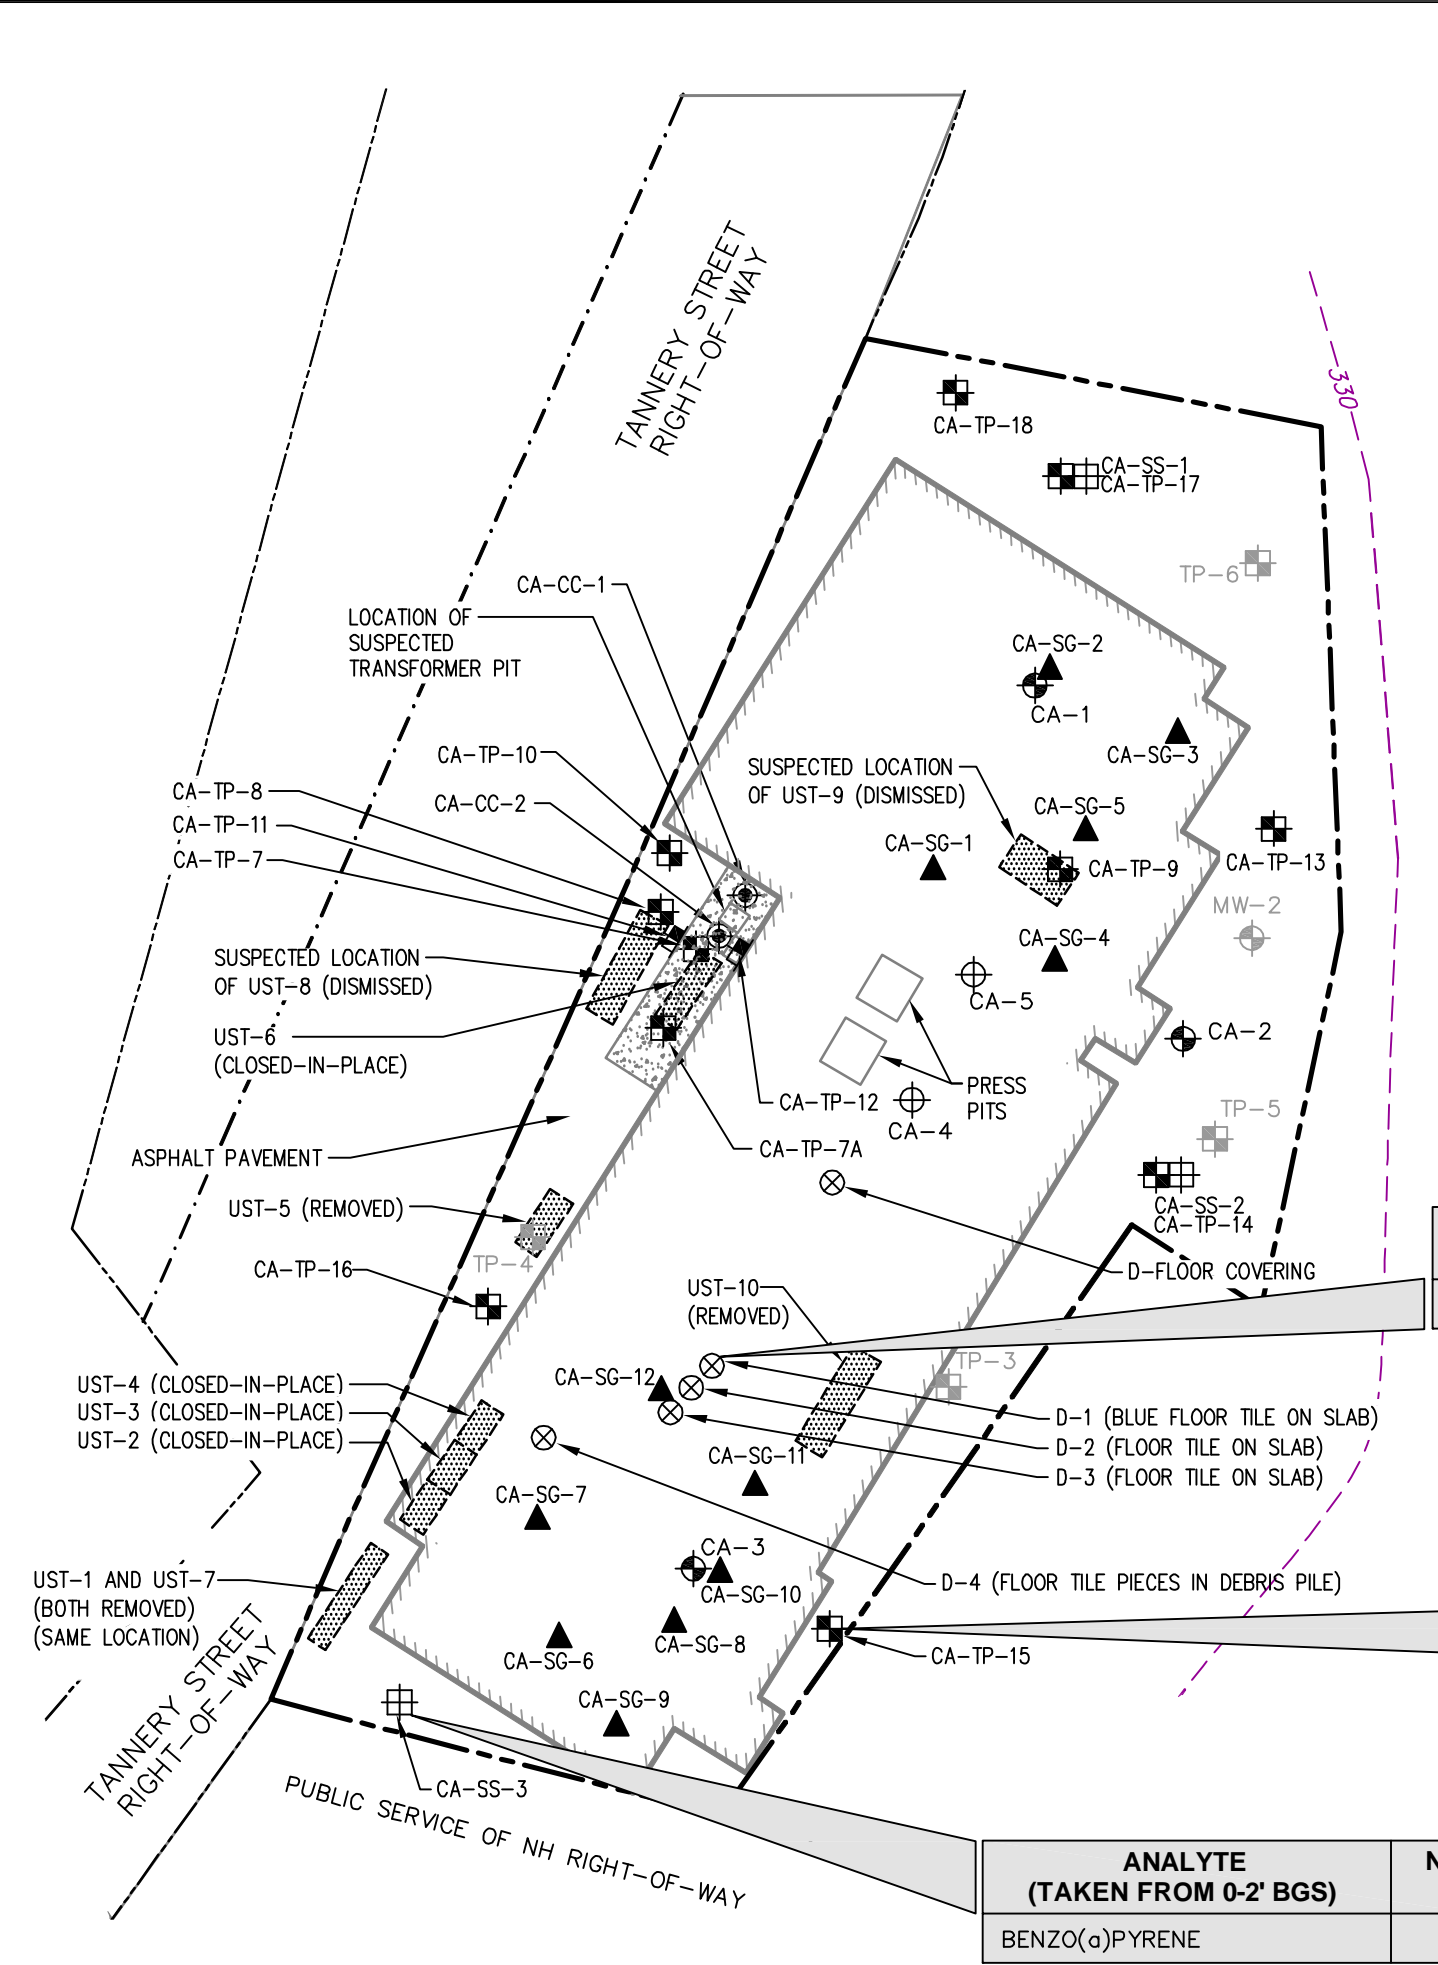 TANNERY STREET
RIGHT-OF-WAY
330
CA-TP-18
CA-SS-1
CA-TP-17
TP-6
CA-CC-1
LOCATION OF
SUSPECTED
TRANSFORMER PIT
CA-SG-2
CA-1
CA-SG-3
CA-TP-10
SUSPECTED LOCATION
OF UST-9 (DISMISSED)
CA-TP-8
CA-CC-2
CA-SG-5
CA-TP-11
CA-SG-1
CA-TP-7
CA-TP-9
CA-TP-13
MW-2
CA-SG-4
SUSPECTED LOCATION
OF UST-8 (DISMISSED)
CA-5
UST-6
(CLOSED-IN-PLACE)
CA-2
PRESS
PITS
CA-TP-12
CA-4
TP-5
ASPHALT PAVEMENT
CA-TP-7A
UST-5 (REMOVED)
CA-SS-2
CA-TP-14
TP-4
CA-TP-16
D-FLOOR COVERING
UST-10
(REMOVED)
TP-3
CA-SG-12
UST-4 (CLOSED-IN-PLACE)
UST-3 (CLOSED-IN-PLACE)
UST-2 (CLOSED-IN-PLACE)
D-1 (BLUE FLOOR TILE ON SLAB)
D-2 (FLOOR TILE ON SLAB)
D-3 (FLOOR TILE ON SLAB)
CA-SG-11
CA-SG-7
CA-3
CA-SG-10
D-4 (FLOOR TILE PIECES IN DEBRIS PILE)
UST-1 AND UST-7
(BOTH REMOVED)
(SAME LOCATION)
CA-SG-8
CA-SG-6
CA-TP-15
CA-SG-9
TANNERY STREET
RIGHT-OF-WAY
CA-SS-3
PUBLIC SERVICE OF NH RIGHT-OF-WAY
ANALYTE
(TAKEN FROM 0-2' BGS)
N
BENZO(a)PYRENE